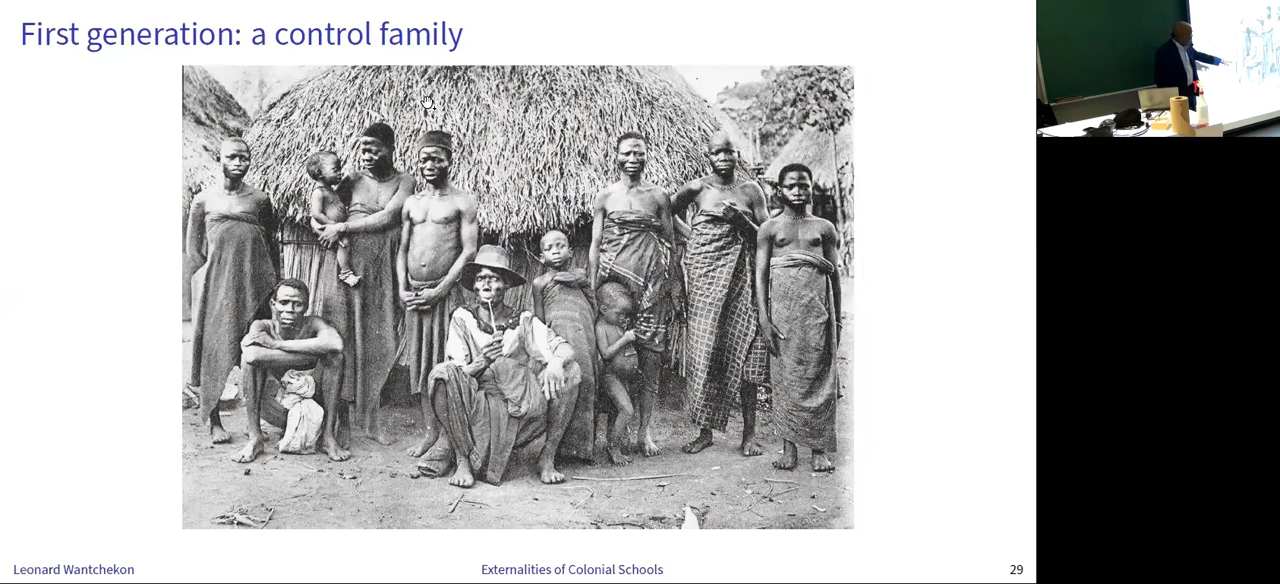 First generation: a control family
Leonard Wantchekon
Externalities of Colonial Schools
29